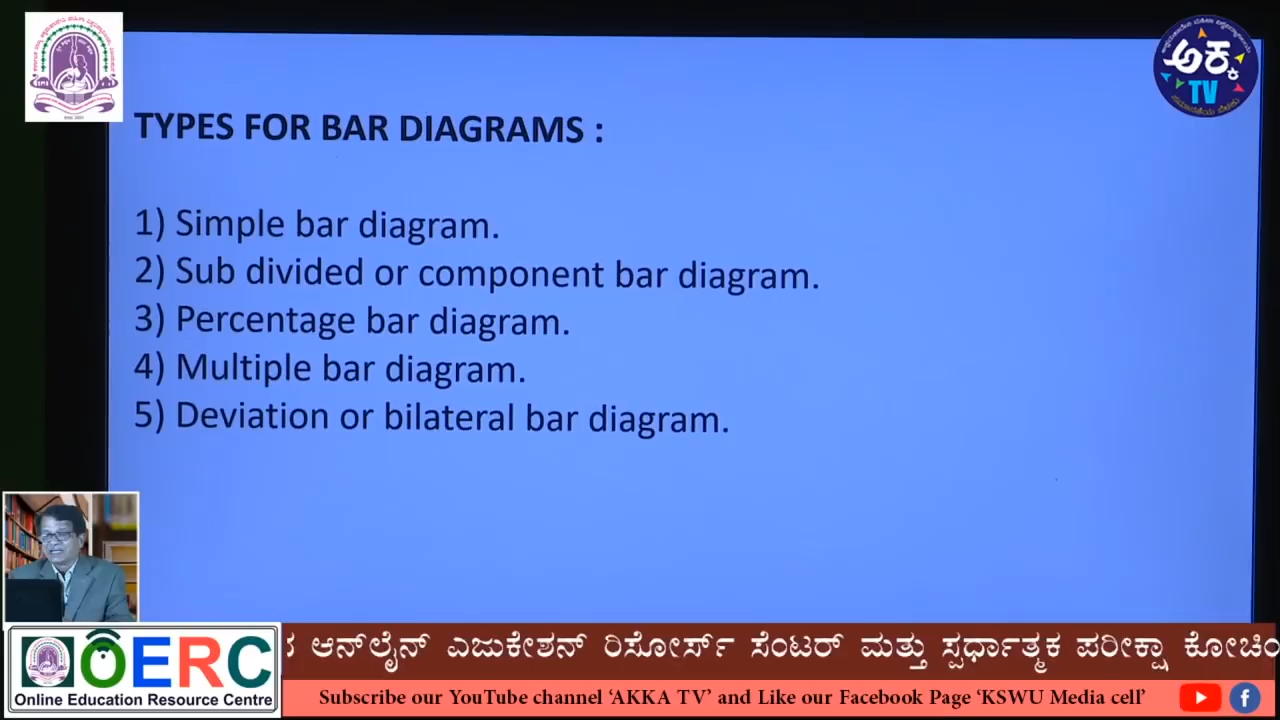 ಅಕ್ಕ
TV
TYPES FOR BAR DIAGRAMS :
1) Simple bar diagram.
2) Sub divided or component bar diagram.
3) Percentage bar diagram.
4) Multiple bar diagram.
5) Deviation or bilateral bar diagram.
OERC
Online Education Resource Centre
ಆನ್‌ಲೈನ್ ಎಜುಕೇಶನ್ ರಿಸೋರ್ಸ್ ಸೆಂಟರ್ ಮತ್ತು ಸ್ಪರ್ಧಾತ್ಮಕ ಪರೀಕ್ಷಾ ಕೋಚಿಂ
Subscribe our YouTube channel ‘AKKA TV’ and Like our Facebook Page ‘KSWU Media cell’